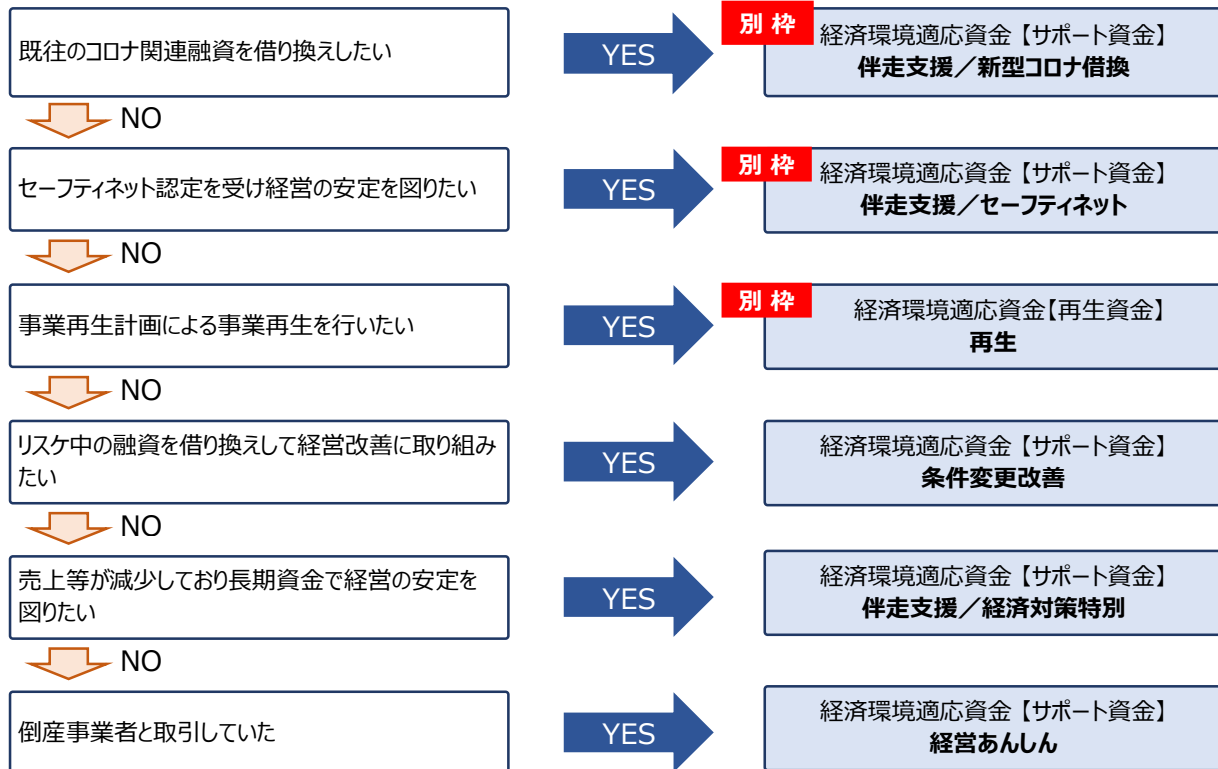 既往のコロナ関連融資を借り換えしたい
YES
別 枠
経済環境適応資金 【サポート資金】
伴走支援／新型コロナ借換
NO
セーフティネット認定を受け経営の安定を図りたい
YES
別 枠
経済環境適応資金 【サポート資金】
伴走支援／セーフティネット
NO
事業再生計画による事業再生を行いたい
YES
別 枠
経済環境適応資金【再生資金】
再生
NO
リスケ中の融資を借り換えして経営改善に取り組み
たい
YES
経済環境適応資金 【サポート資金】
条件変更改善
NO
売上等が減少しており長期資金で経営の安定を
図りたい
YES
経済環境適応資金 【サポート資金】
伴走支援／経済対策特別
NO
倒産事業者と取引していた
YES
経済環境適応資金 【サポート資金】
経営あんしん